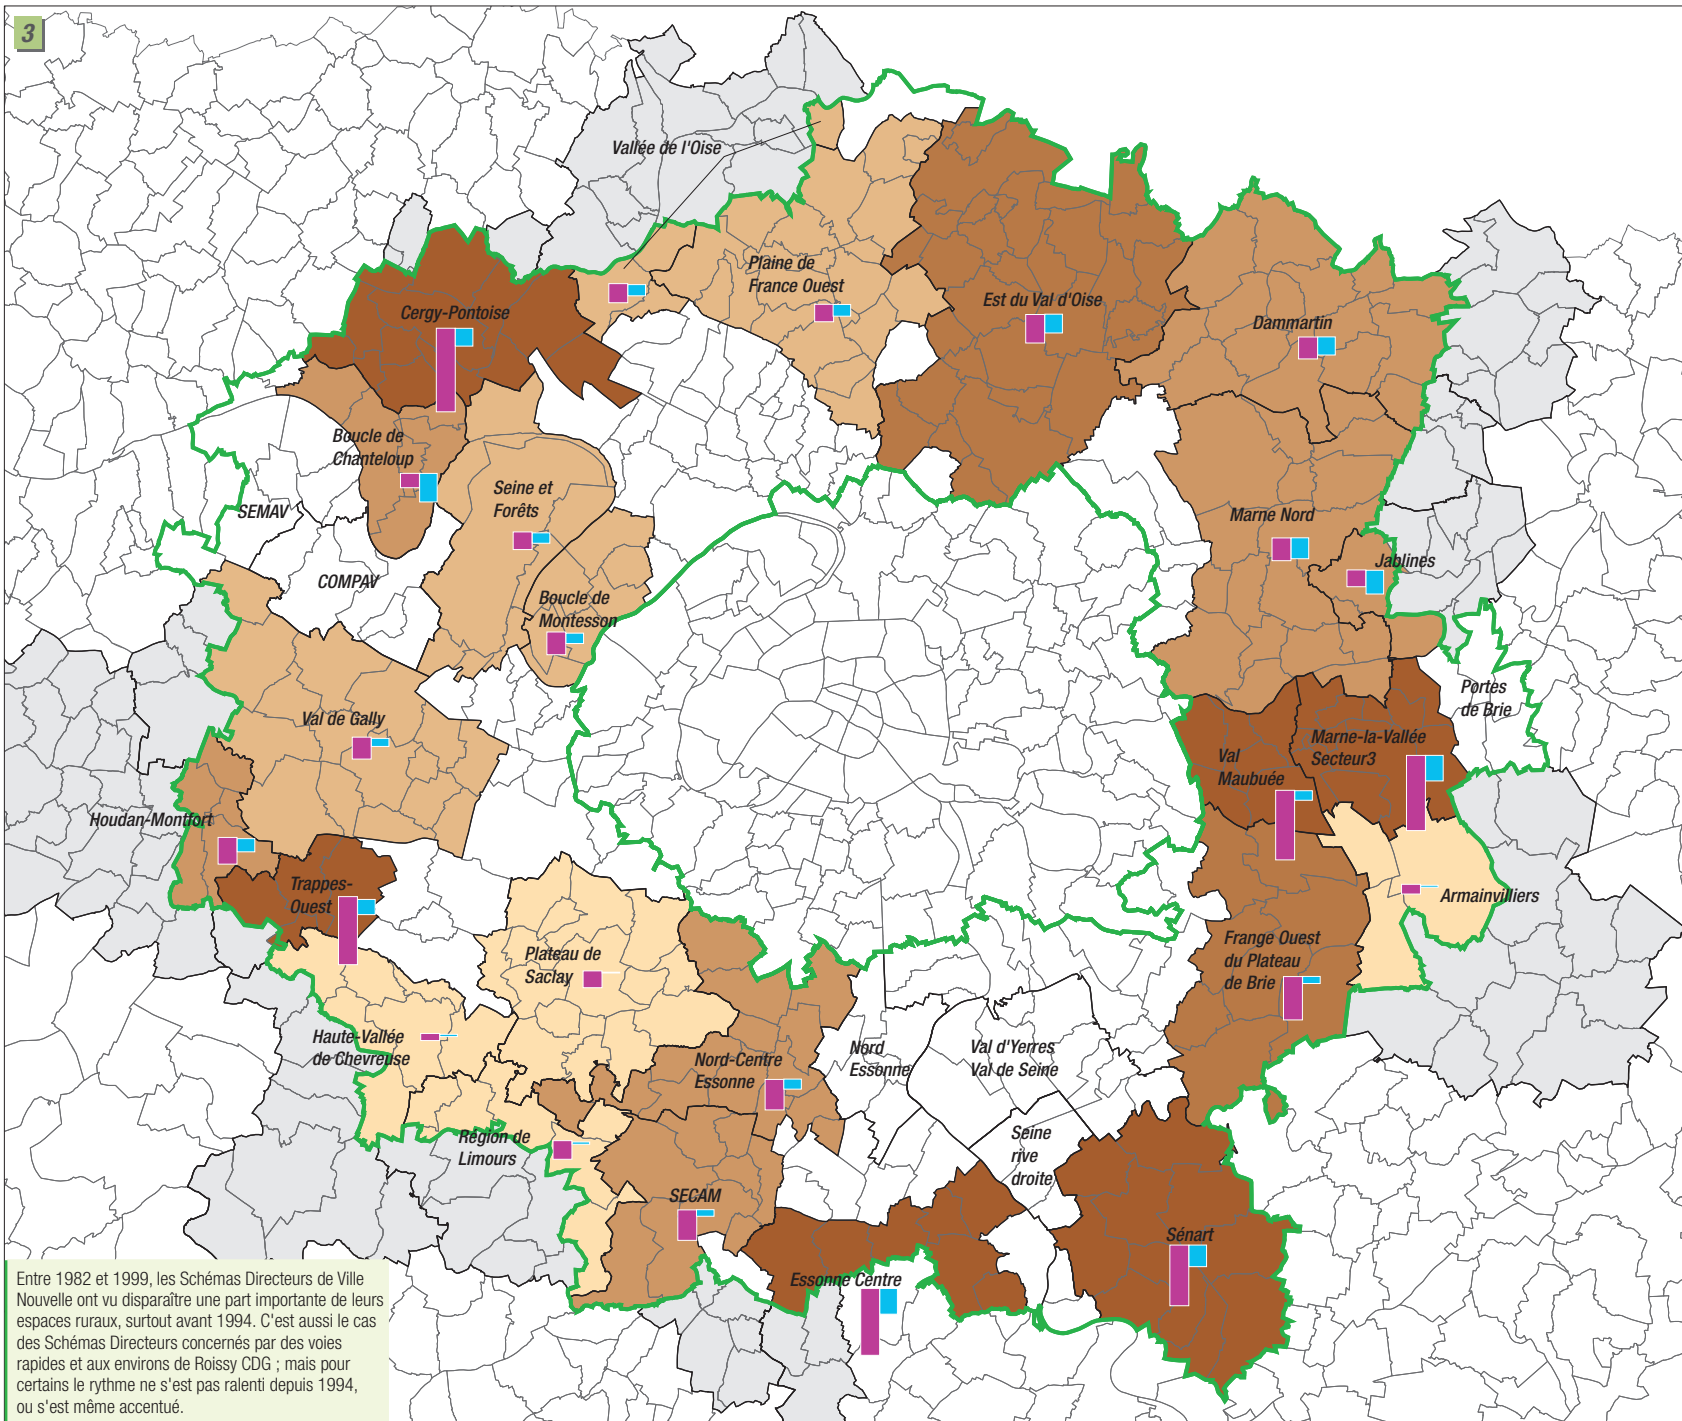 3
Vallée de l'Oise
Plaine de
France Ouest
Cergy-Pontoise
Est du Val d'Oise
Dammartin
Boucle de
Chanteloup
Seine et
Forêts
SEMAV
Marne Nord
Jablines
COMPAV
Boucle de
Montesson
Portes
de Brie
Val de Gally
Marne-la-Vallée
Secteur3
Val
Maubuée
Houdan-Montfort
Trappes-
Ouest
Armainvilliers
Plateau de
Saclay
Frange Ouest
du Plateau
de Brie
Haute-Vallée
de Chevreuse
Nord-Centre
Essonne
Nord
Essonne
Val d'Yerres
Val de Seine
Région de
Limours
Seine
rive
droite
SECAM
Sénart
Essonne Centre
Entre 1982 et 1999, les Schémas Directeurs de Ville
Nouvelle ont vu disparaître une part importante de leurs
espaces ruraux, surtout avant 1994. C'est aussi le cas
des Schémas Directeurs concernés par des voies
rapides et aux environs de Roissy CDG ; mais pour
certains le rythme ne s'est pas ralenti depuis 1994,
ou s'est même accentué.